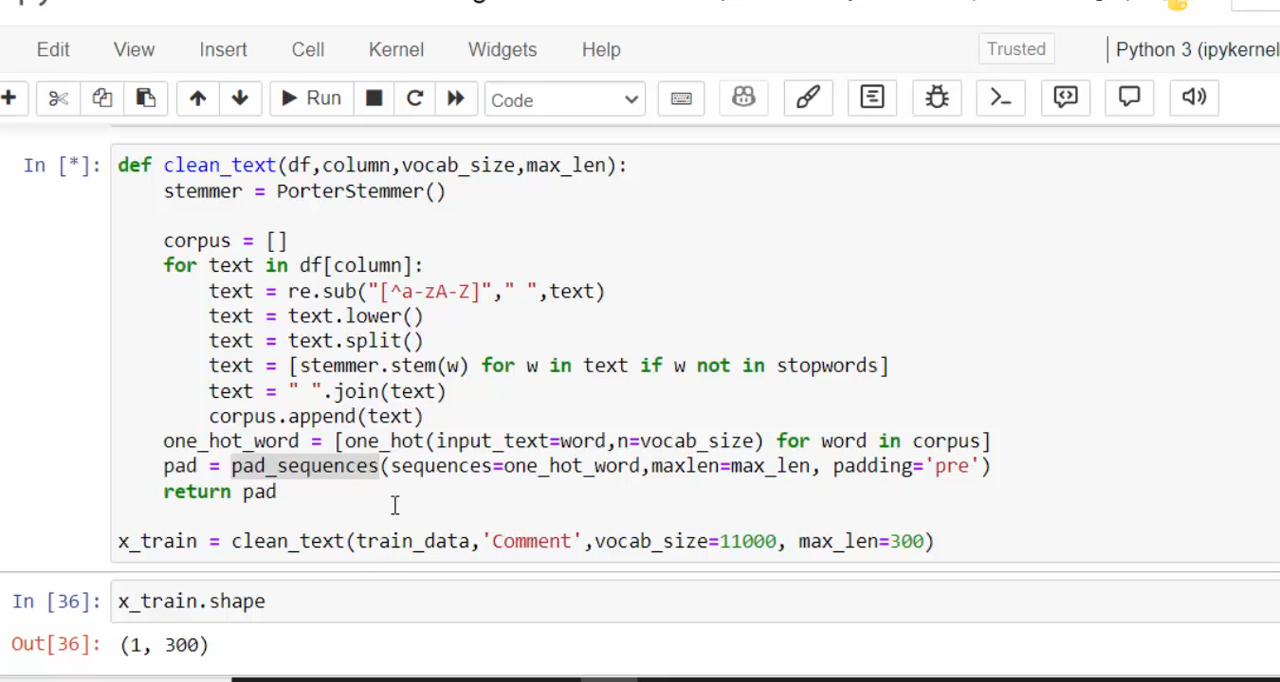 Edit View Insert Cell Kernel Widgets Help Trusted Python 3 (ipykernel
Run Code
In [*]: def clean_text(df,column,vocab_size,max_len):
stemmer = PorterStemmer()
corpus = []
for text in df[column]:
text = re.sub("[^a-zA-Z]"," ",text)
text = text.lower()
text = text.split()
text = [stemmer.stem(w) for w in text if w not in stopwords]
text = " ".join(text)
corpus.append(text)
one_hot_word = [one_hot(input_text=word,n=vocab_size) for word in corpus]
pad = pad_sequences(sequences=one_hot_word,maxlen=max_len, padding='pre')
return pad
x_train = clean_text(train_data,'Comment',vocab_size=11000, max_len=300)
In [36]: x_train.shape
Out[36]: (1, 300)